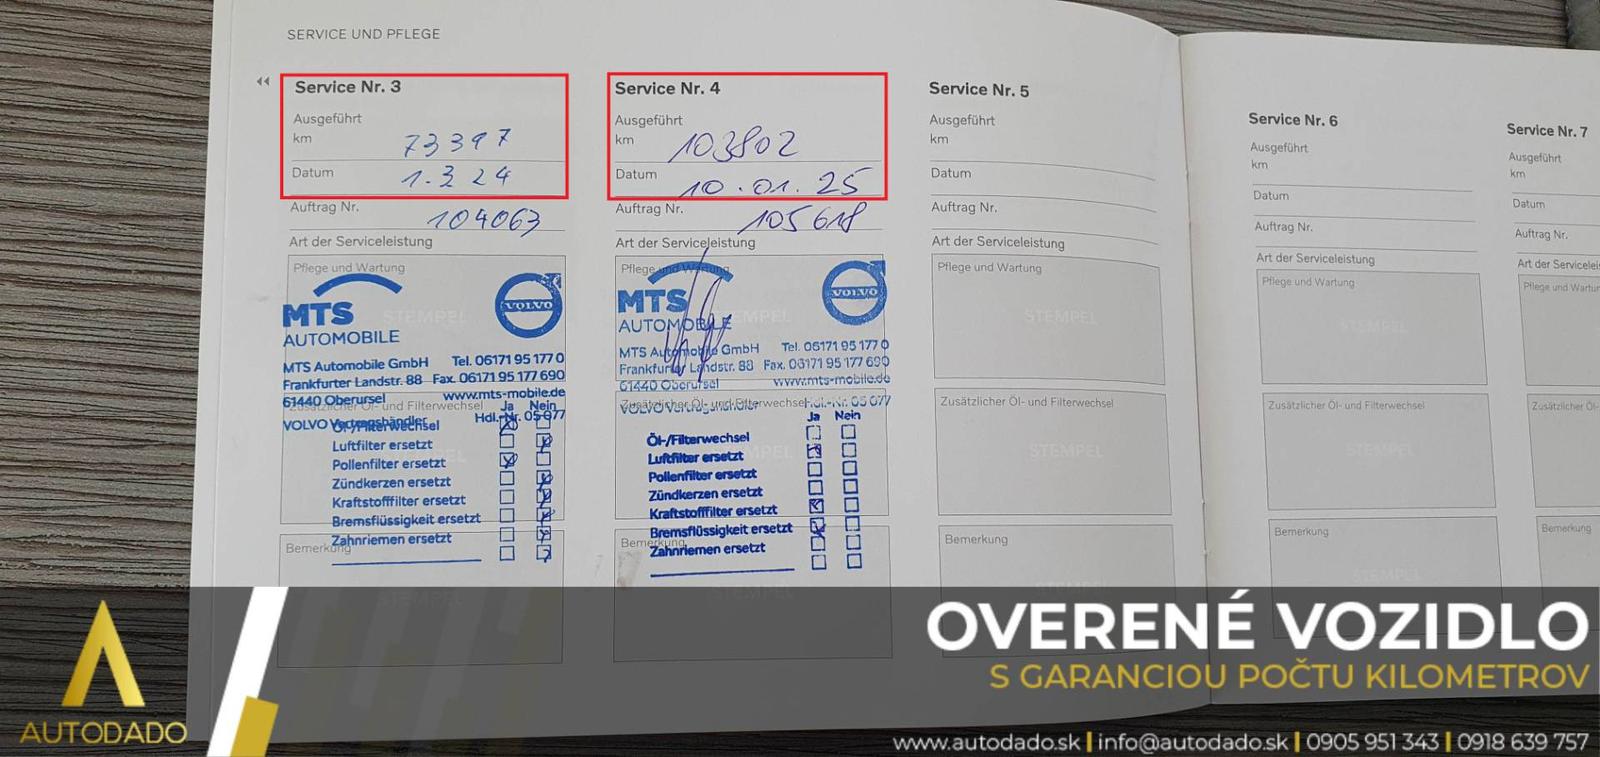 SERVICE UND PFLEGE
Service Nr. 3
Ausgeführt
km 73397
Datum 1.3 24
Auftrag Nr. 104063
Art der Serviceleistung
Pflege und Wartung
STEMPEL
MTS
AUTOMOBILE
VOLVO
MTS Automobile GmbH Tel. 06171 95 177 0
Frankfurter Landstr. 88 Fax. 06171 95 177 690
61440 Oberursel www.mts-mobile.de
VOLVO Vertragshändler Hdl.-Nr. 05 077
Zusätzlicher Öl- und Filterwechsel
Ja Nein
Öl-/Filterwechsel
Luftfilter ersetzt
Pollenfilter ersetzt
Zündkerzen ersetzt
Kraftstofffilter ersetzt
Bremsflüssigkeit ersetzt
Zahnriemen ersetzt
Bemerkung
STEMPEL
Service Nr. 4
Ausgeführt
km 103802
Datum 10.01.25
Auftrag Nr. 105618
Art der Serviceleistung
Pflege und Wartung
MTS
AUTOMOBILE
VOLVO
MTS Automobile GmbH Tel. 06171 95 177 0
Frankfurter Landstr. 88 Fax. 06171 95 177 690
61440 Oberursel www.mts-mobile.de
VOLVO Vertragshändler Hdl.-Nr. 05 077
Zusätzlicher Öl- und Filterwechsel
Ja Nein
Öl-/Filterwechsel
Luftfilter ersetzt
Pollenfilter ersetzt
Zündkerzen ersetzt
Kraftstofffilter ersetzt
Bremsflüssigkeit ersetzt
Zahnriemen ersetzt
Bemerkung
STEMPEL
Service Nr. 5
Ausgeführt
km
Datum
Auftrag Nr.
Art der Serviceleistung
Pflege und Wartung
STEMPEL
Zusätzlicher Öl- und Filterwechsel
STEMPEL
Bemerkung
STEMPEL
Service Nr. 6
Ausgeführt
km
Datum
Auftrag Nr.
Art der Serviceleistung
Pflege und Wartung
STEMPEL
Zusätzlicher Öl- und Filterwechsel
STEMPEL
Bemerkung
STEMPEL
Service Nr. 7
Ausgeführt
km
Datum
Auftrag Nr.
Art der
Pflege und
Zusätzlicher Öl-
Bemerkung
AUTODADO
OVERENÉ VOZIDLO
S GARANCIOU POČTU KILOMETROV
www.autodado.sk | info@autodado.sk | 0905 951 343 | 0918 639 757